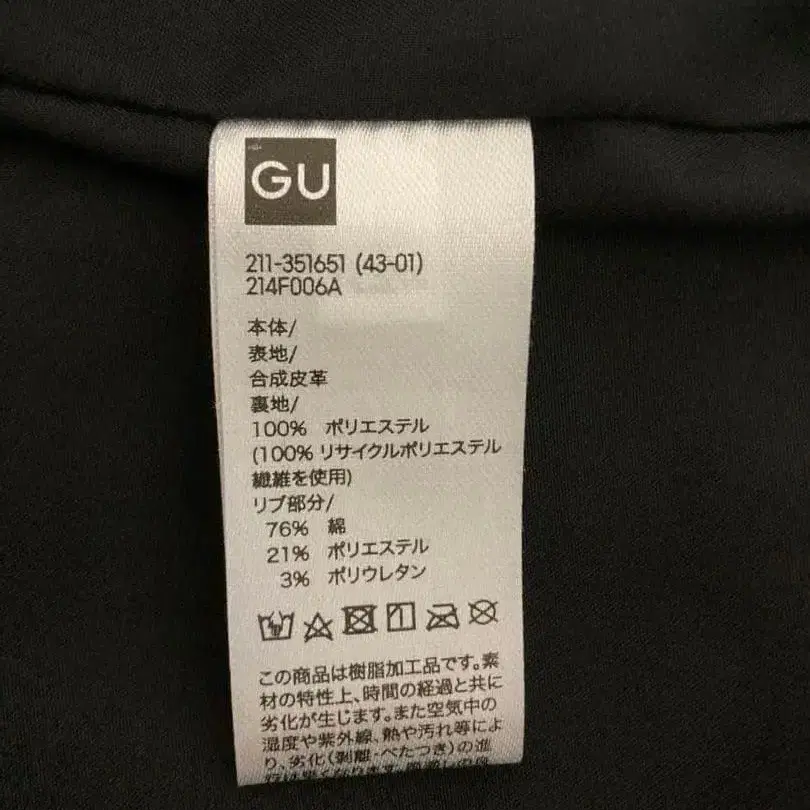 GU
211-351651 (43-01)
214F006A
本体/
表地/
合成皮革
裏地/
100% ポリエステル
(100% リサイクルポリエステル
繊維を使用)
リブ部分/
76% 綿
21% ポリエステル
3% ポリウレタン
この商品は樹脂加工品です。素
材の特性上、時間の経過と共に
劣化が生じます。また空気中の
湿度や紫外線、熱や汚れ等によ
り、劣化(剥離・べたつき)の進